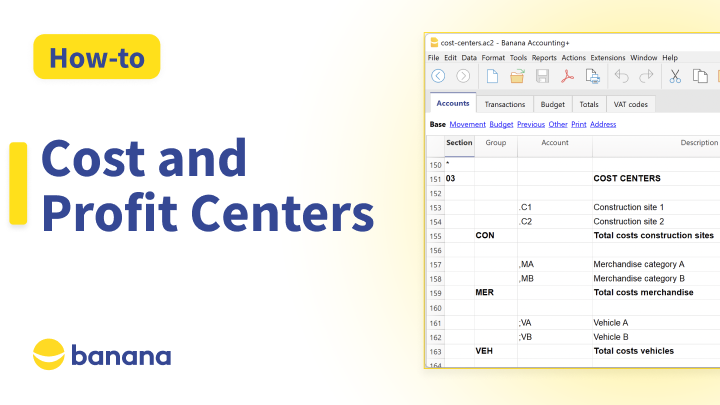 How-to
Cost and
Profit Centers
banana
cost-centers.ac2 - Banana Accounting+
File Edit Data Format Tools Reports Actions Extensions Window Help
Accounts Transactions Budget Totals VAT codes
Base Movement Budget Previous Other Print Address
Section Group Account Description
150 *
151 03 COST CENTERS
152
153 .C1 Construction site 1
154 .C2 Construction site 2
155 CON Total costs construction sites
156
157 ,MA Merchandise category A
158 ,MB Merchandise category B
159 MER Total costs merchandise
160
161 ;VA Vehicle A
162 ;VB Vehicle B
163 VEH Total costs vehicles
164